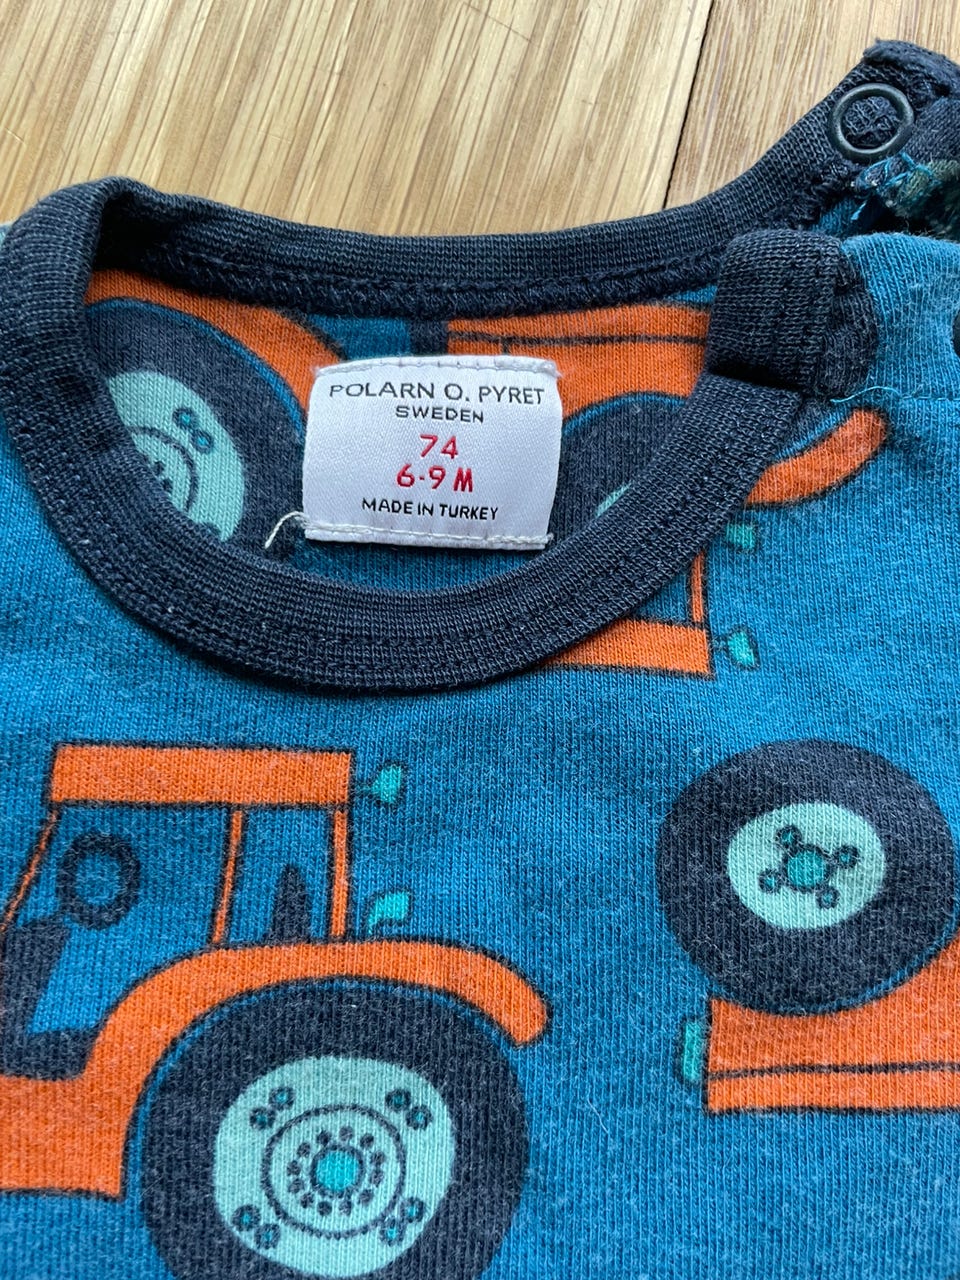 POLARN O. PYRET
SWEDEN
74
6-9 M
MADE IN TURKEY